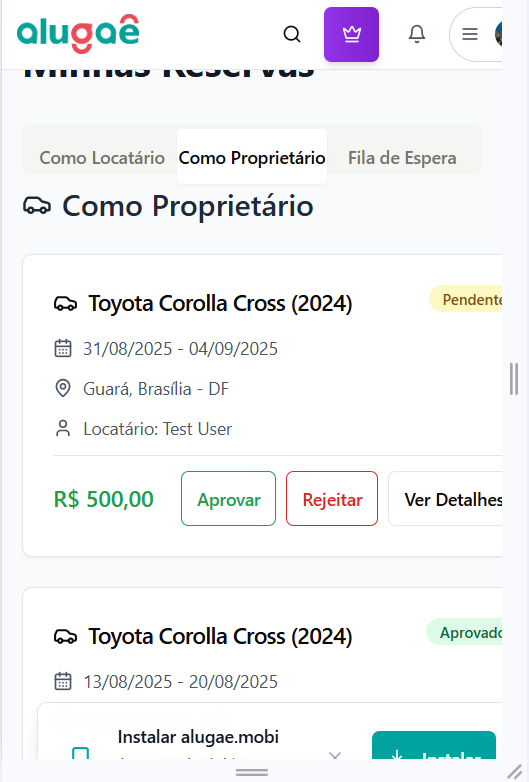 alugaê
Minhas Reservas
Como Locatário Como Proprietário Fila de Espera
Como Proprietário
Toyota Corolla Cross (2024) Pendente
31/08/2025 - 04/09/2025
Guará, Brasília - DF
Locatário: Test User
R$ 500,00 Aprovar Rejeitar Ver Detalhes
Toyota Corolla Cross (2024) Aprovado
13/08/2025 - 20/08/2025
Instalar alugae.mobi
Instalar